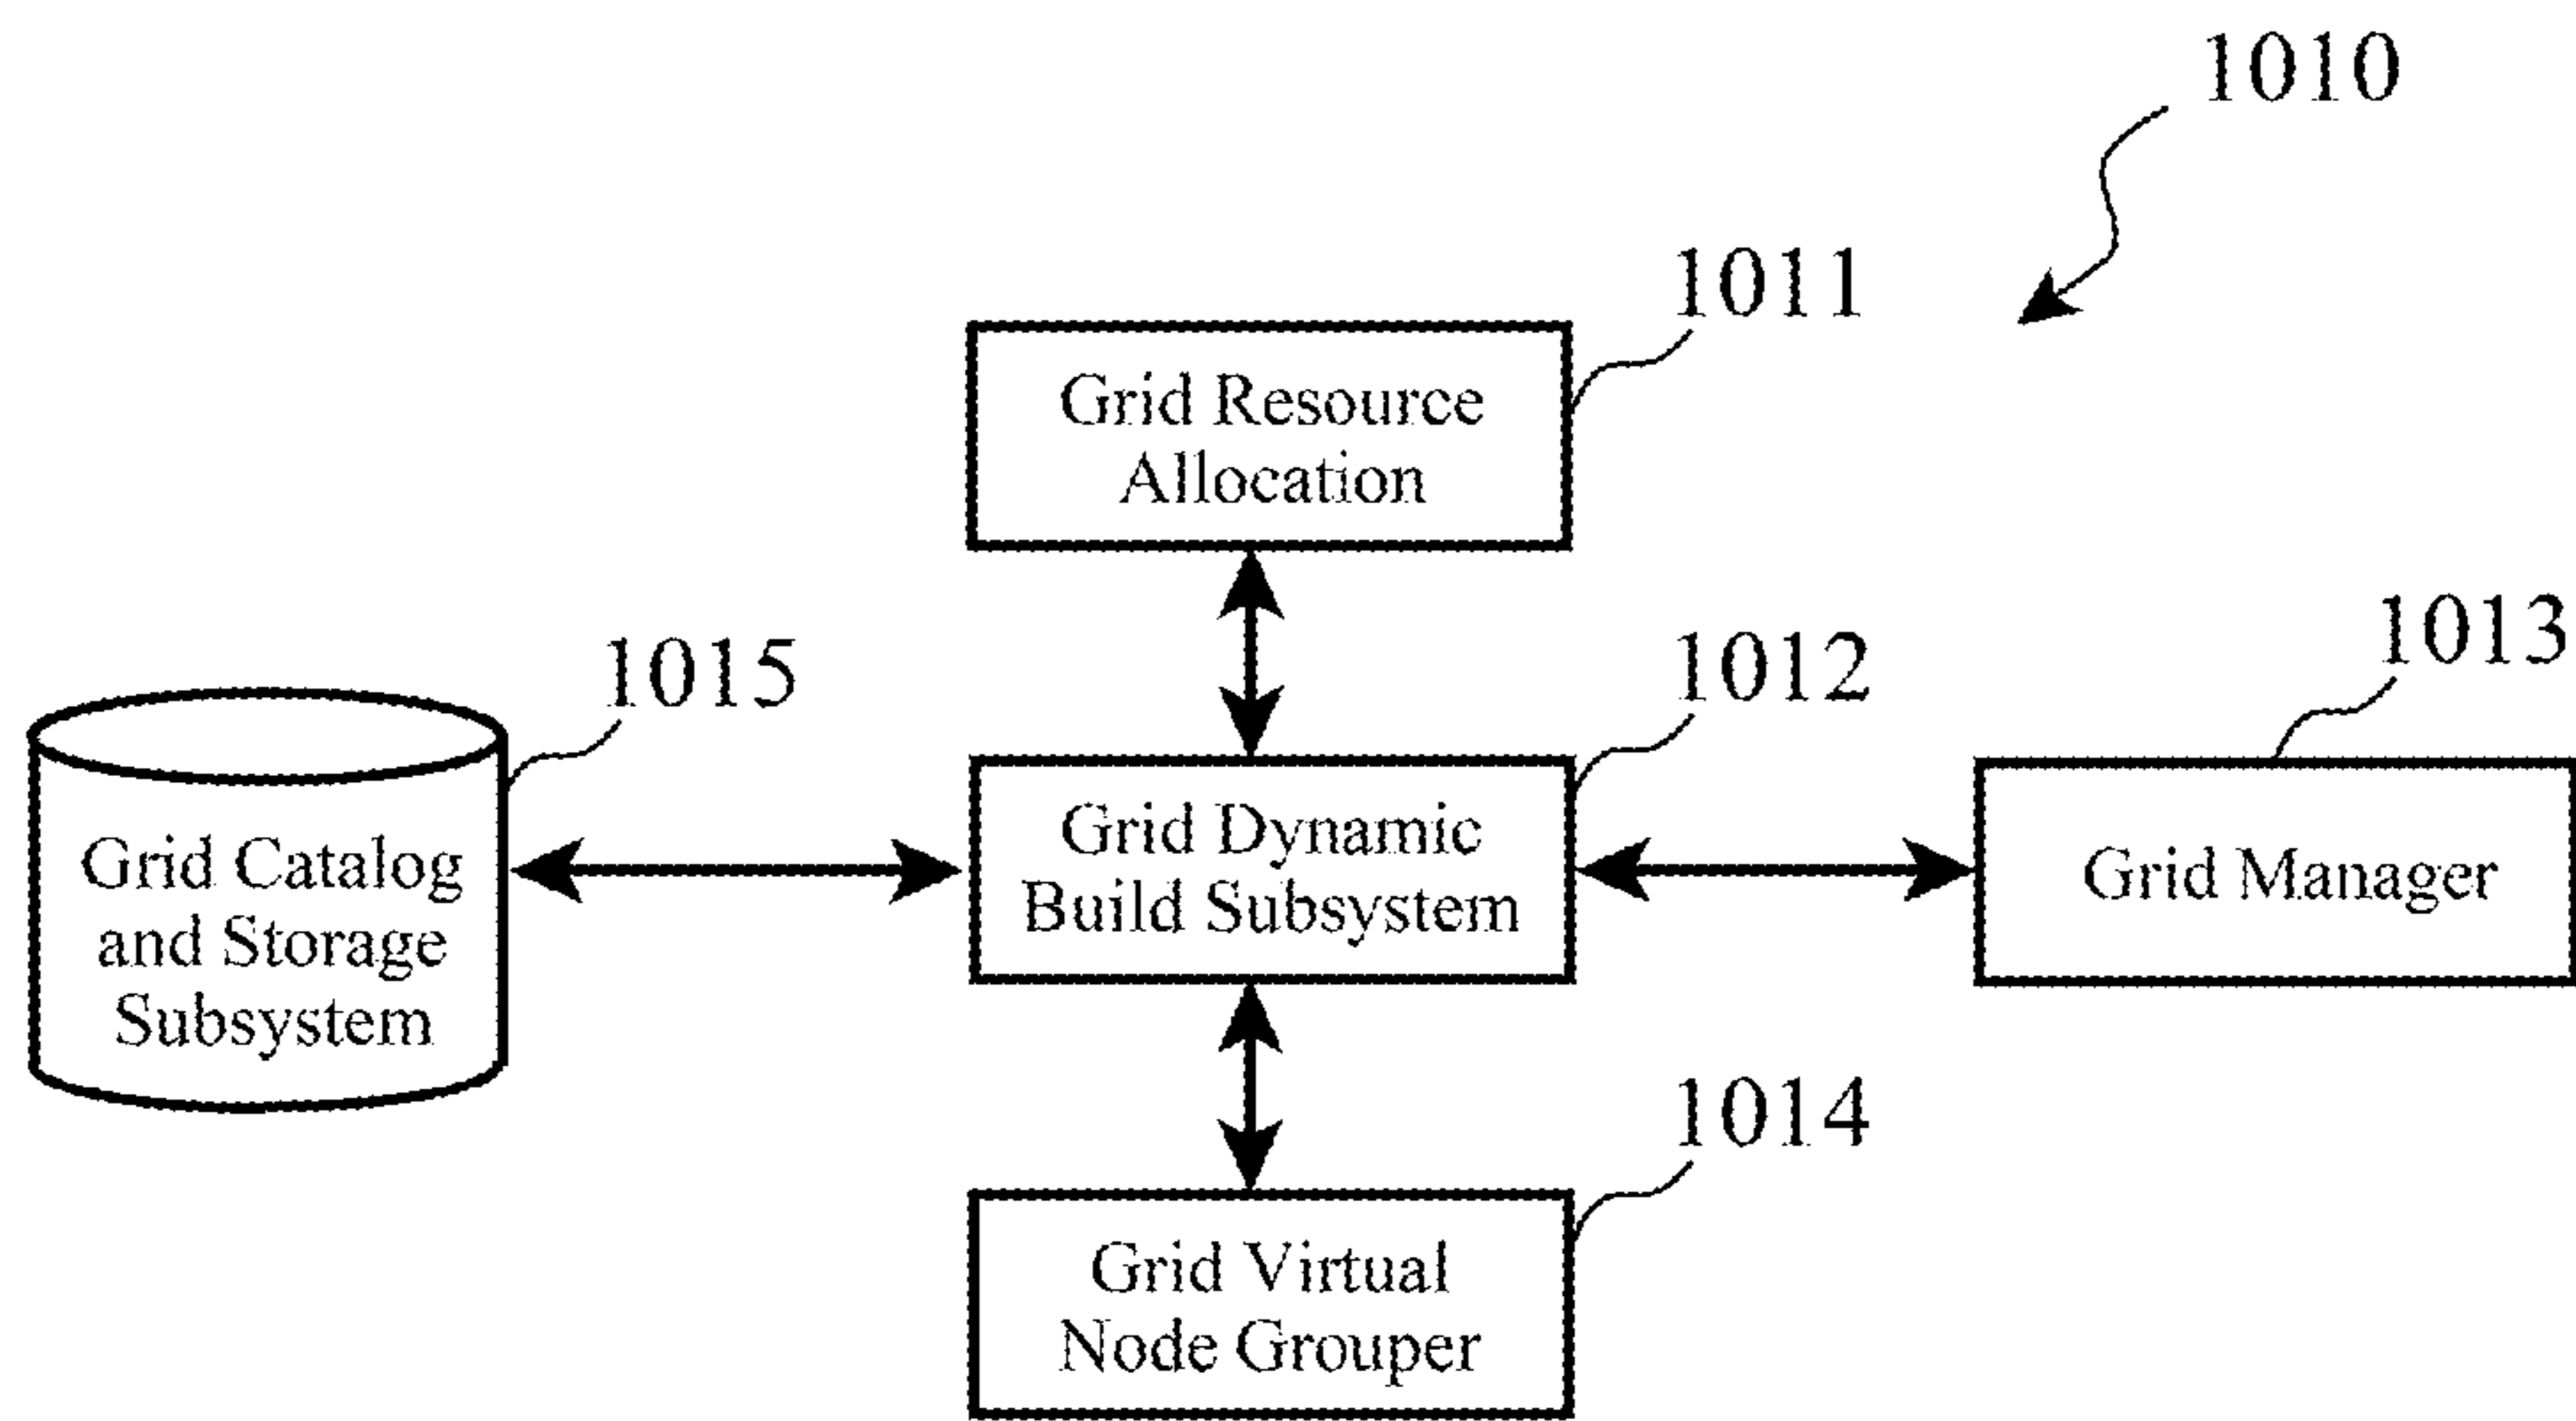 1010
1011
Grid Resource
Allocation
1015
1012
1013
Grid Catalog
and Storage
Subsystem
Grid Dynamic
Build Subsystem
Grid Manager
1014
Grid Virtual
Node Grouper